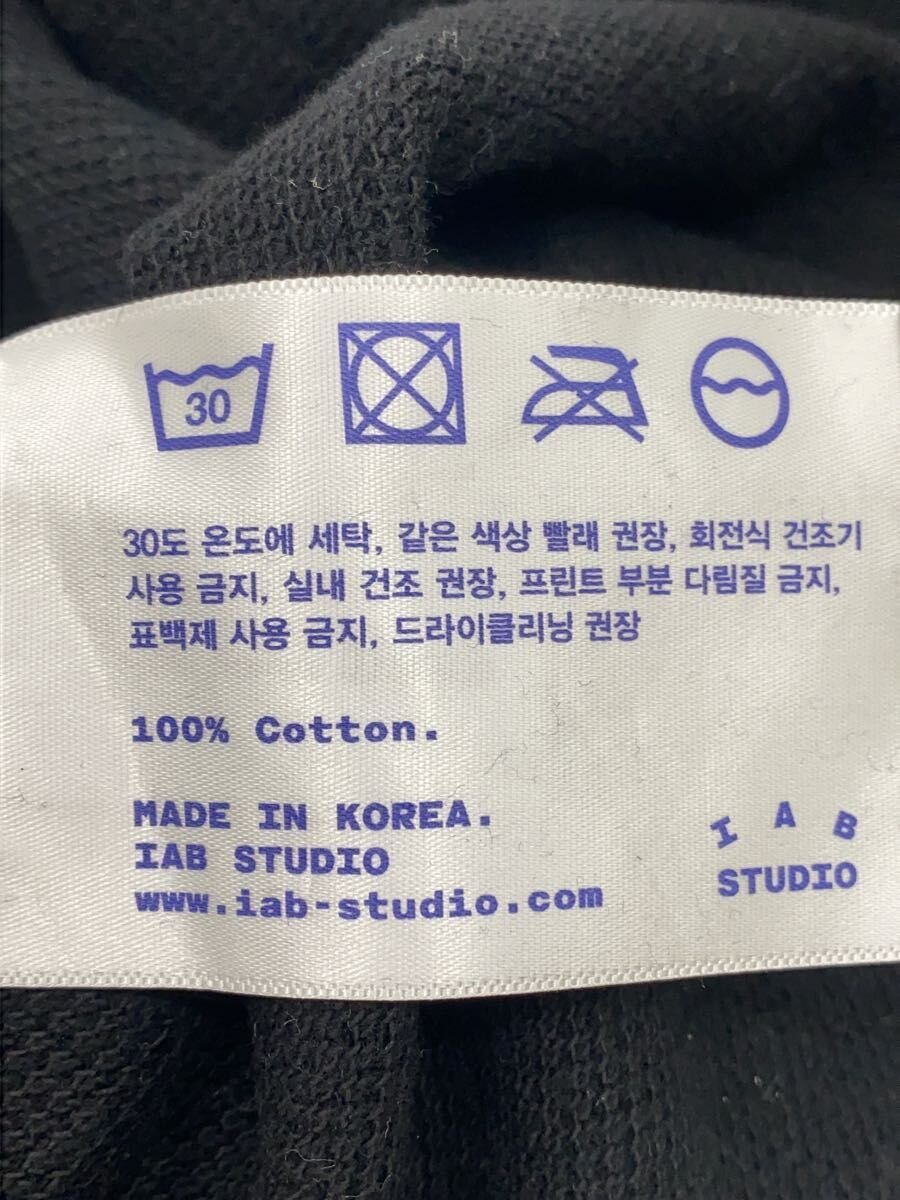 30
30도 온도에 세탁, 같은 색상 빨래 권장, 회전식 건조기
사용 금지, 실내 건조 권장, 프린트 부분 다림질 금지,
표백제 사용 금지, 드라이클리닝 권장
100% Cotton.
MADE IN KOREA.
IAB STUDIO
www.iab-studio.com
I A B
STUDIO